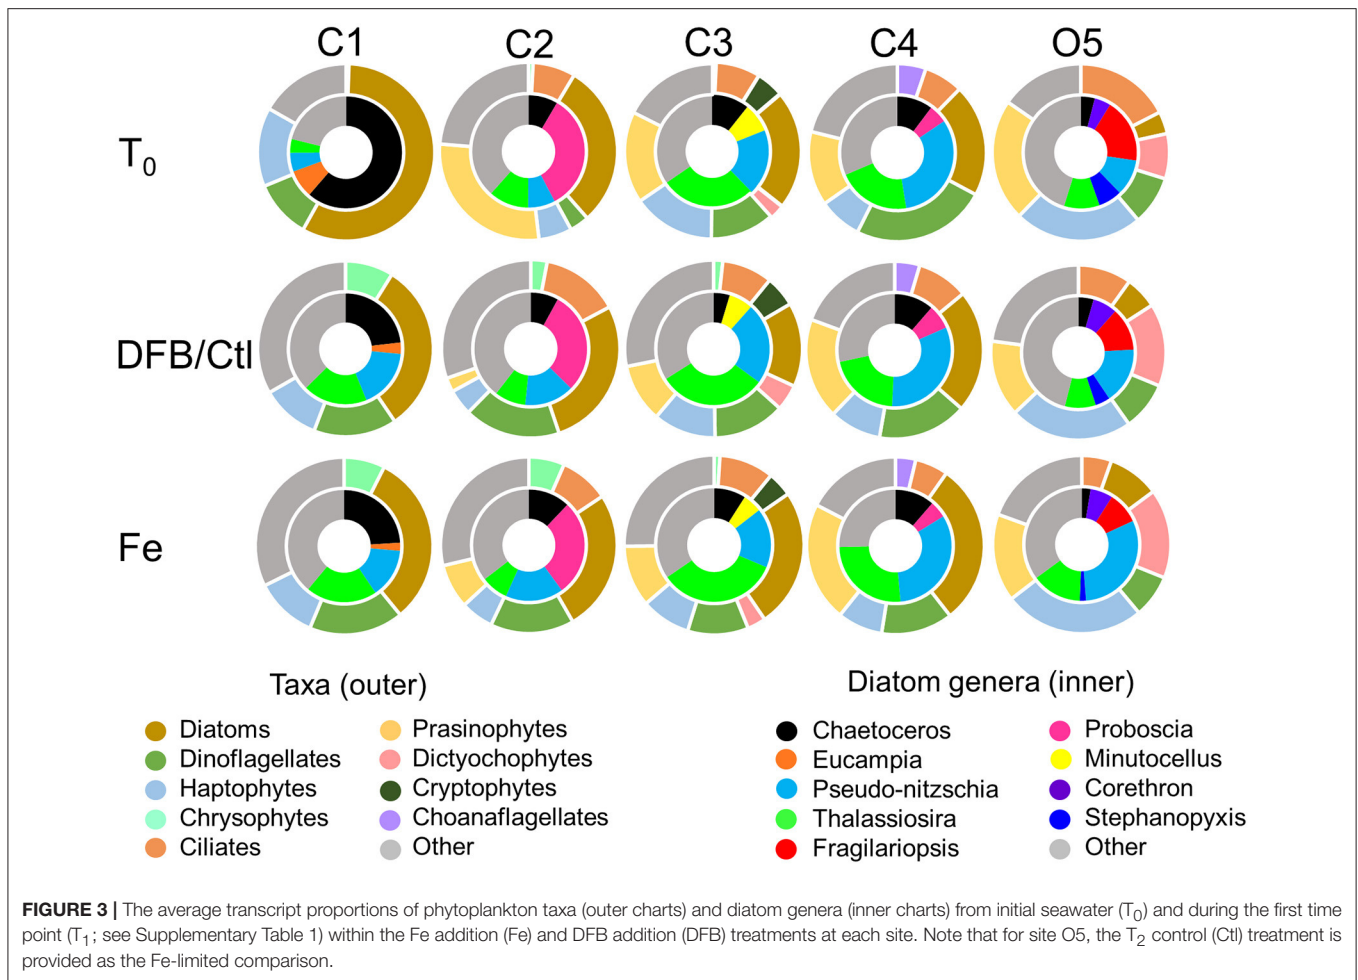 C1 C2 C3 C4 O5
T0
DFB/Ctl
Fe
Taxa (outer) Diatom genera (inner)
Diatoms Prasinophytes Chaetoceros Proboscia
Dinoflagellates Dictyochophytes Eucampia Minutocellus
Haptophytes Cryptophytes Pseudo-nitzschia Corethron
Chrysophytes Choanaflagellates Thalassiosira Stephanopyxis
Ciliates Other Fragilariopsis Other
FIGURE 3 | The average transcript proportions of phytoplankton taxa (outer charts) and diatom genera (inner charts) from initial seawater (T0) and during the first time
point (T1; see Supplementary Table 1) within the Fe addition (Fe) and DFB addition (DFB) treatments at each site. Note that for site O5, the T2 control (Ctl) treatment is
provided as the Fe-limited comparison.